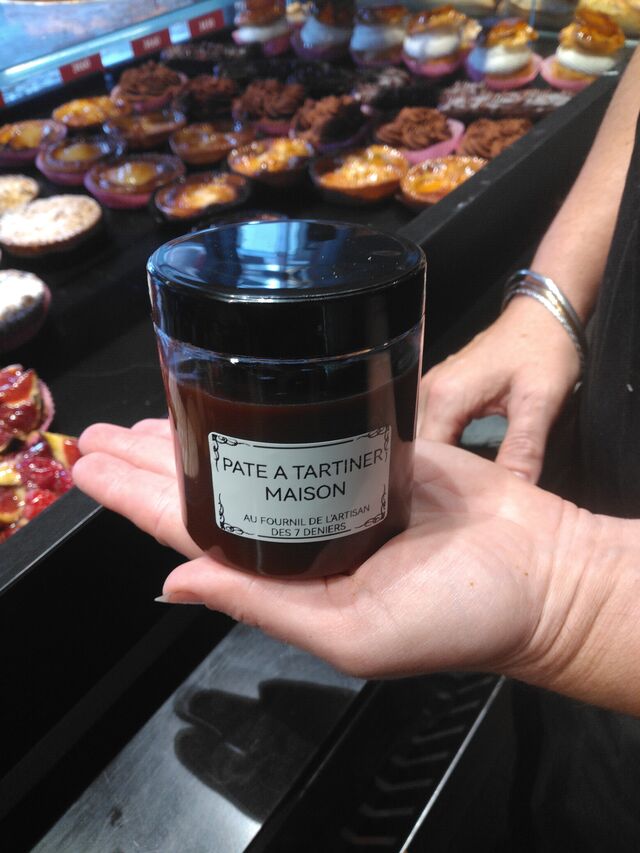 PATE A TARTINER
MAISON
AU FOURNIL DE L'ARTISAN
DES 7 DENIERS